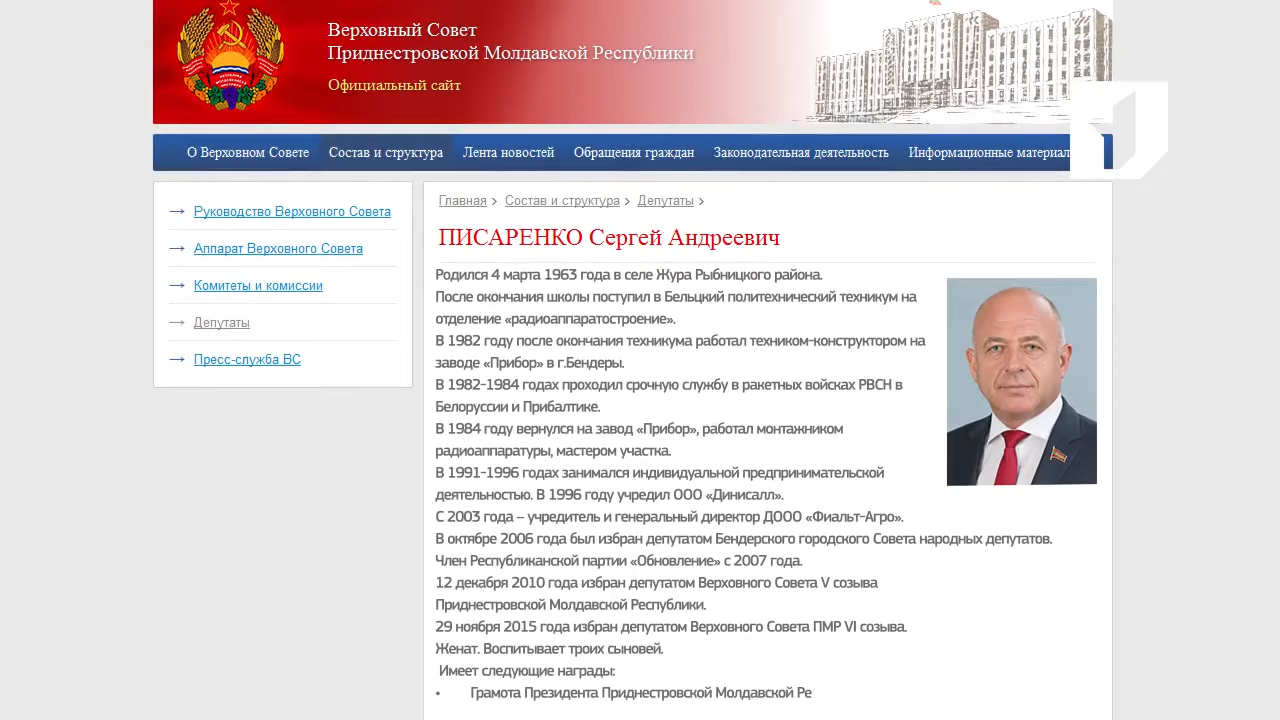 Верховный Совет
Приднестровской Молдавской Республики
Официальный сайт
О Верховном Совете Состав и структура Лента новостей Обращения граждан Законодательная деятельность Информационные материал
Руководство Верховного Совета
Аппарат Верховного Совета
Комитеты и комиссии
Депутаты
Пресс-служба ВС
Главная > Состав и структура > Депутаты >
ПИСАРЕНКО Сергей Андреевич
Родился 4 марта 1963 года в селе Жура Рыбницкого района.
После окончания школы поступил в Бельцкий политехнический техникум на
отделение «радиоаппаратостроение».
В 1982 году после окончания техникума работал техником-конструктором на
заводе «Прибор» в г.Бендеры.
В 1982-1984 годах проходил срочную службу в ракетных войсках РВСН в
Белоруссии и Прибалтике.
В 1984 году вернулся на завод «Прибор», работал монтажником
радиоаппаратуры, мастером участка.
В 1991-1996 годах занимался индивидуальной предпринимательской
деятельностью. В 1996 году учредил ООО «Динисалл».
С 2003 года – учредитель и генеральный директор ДООО «Фиальт-Агро».
В октябре 2006 года был избран депутатом Бендерского городского Совета народных депутатов.
Член Республиканской партии «Обновление» с 2007 года.
12 декабря 2010 года избран депутатом Верховного Совета V созыва
Приднестровской Молдавской Республики.
29 ноября 2015 года избран депутатом Верховного Совета ПМР VI созыва.
Женат. Воспитывает троих сыновей.
Имеет следующие награды:
• Грамота Президента Приднестровской Молдавской Ре